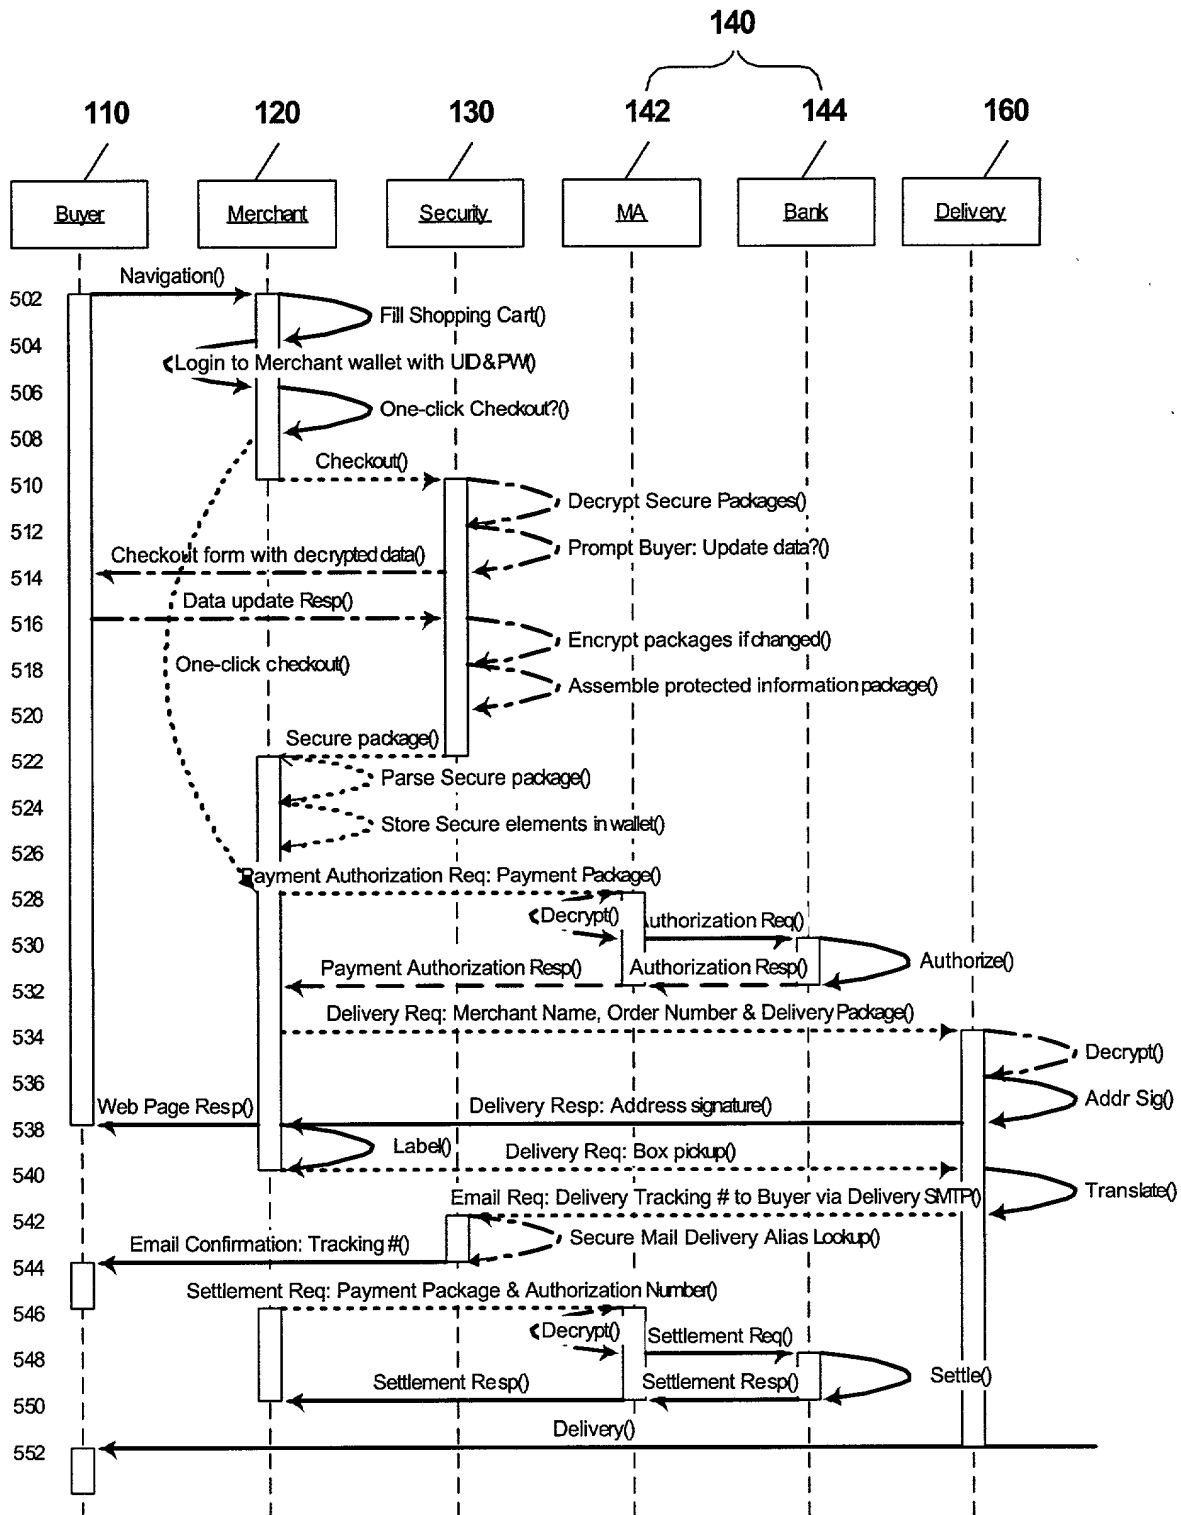 140
110 120 130 142 144 160
Buyer Merchant Security MA Bank Delivery
Navigation()
502
Fill Shopping Cart()
504
Login to Merchant wallet with UID&PW()
506
One-click Checkout?()
508
Checkout()
510
Decrypt Secure Packages()
512
Prompt Buyer: Update data?()
Checkout form with decrypted data()
514
Data update Resp()
516
Encrypt packages if changed()
One-click checkout()
518
Assemble protected information package()
520
Secure package()
522
Parse Secure package()
524
Store Secure elements in wallet()
526
Payment Authorization Req: Payment Package()
528
Decrypt() Authorization Req()
530
Authorize()
Payment Authorization Resp() Authorization Resp()
532
Delivery Req: Merchant Name, Order Number & Delivery Package()
534
Decrypt()
536
Addr Sig()
Web Page Resp() Delivery Resp: Address signature()
538
Label() Delivery Req: Box pickup()
540
Translate()
Email Req: Delivery Tracking # to Buyer via Delivery SMTP()
542
Secure Mail Delivery Alias Lookup()
Email Confirmation: Tracking #()
544
Settlement Req: Payment Package & Authorization Number()
546
Decrypt() Settlement Req()
548
Settle()
Settlement Resp() Settlement Resp()
550
Delivery()
552